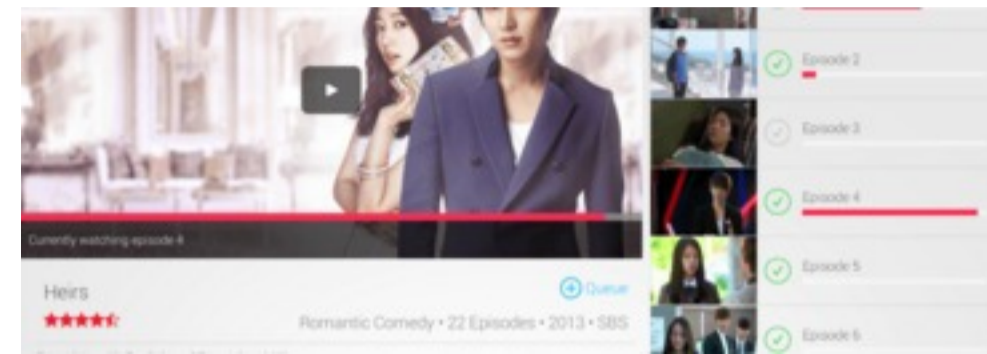 Currently watching episode 4
Heirs
Queue
Romantic Comedy • 22 Episodes • 2013 • SBS
Episode 2
Episode 3
Episode 4
Episode 5
Episode 6